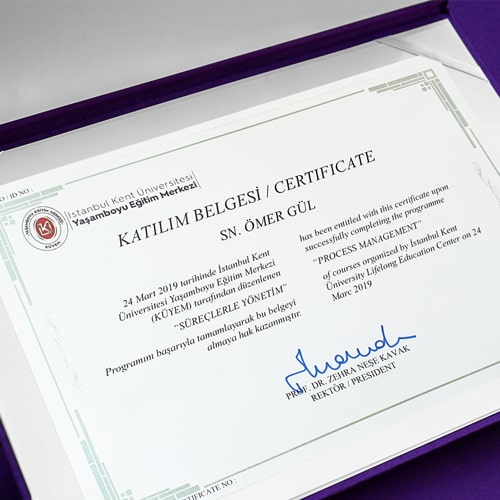 O / ID NO :
İstanbul Kent Üniversitesi
Yaşamboyu Eğitim Merkezi
KATILIM BELGESİ / CERTIFICATE
SN. ÖMER GÜL
24 Mart 2019 tarihinde İstanbul Kent
Üniversitesi Yaşamboyu Eğitim Merkezi
(KÜYEM) tarafından düzenlenen
“SÜREÇLERLE YÖNETİM”
Programını başarıyla tamamlayarak bu belgeyi
almaya hak kazanmıştır.
has been entitled with this certificate upon
successfully completing the programme
“PROCESS MANAGEMENT”
of courses organized by İstanbul Kent
Üniversity Lifelong Education Center on 24
Marc 2019
PROF. DR. ZEHRA NEŞE KAVAK
REKTÖR / PRESIDENT
RTIFICATE NO :